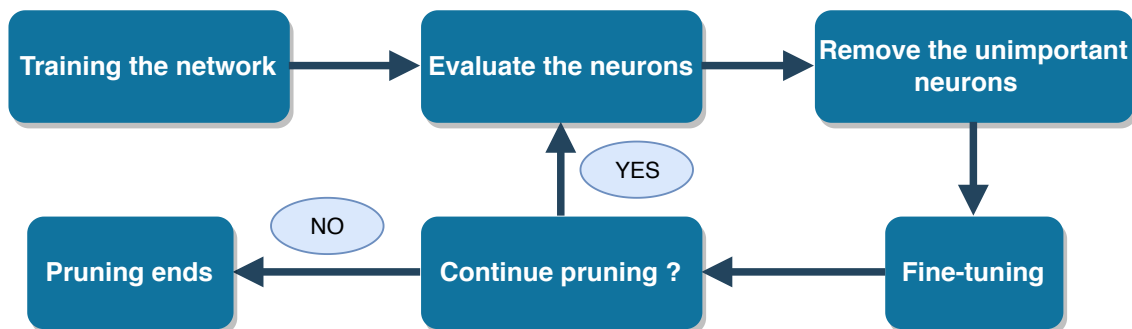 Training the network
Evaluate the neurons
Remove the unimportant
neurons
YES
NO
Pruning ends
Continue pruning ?
Fine-tuning